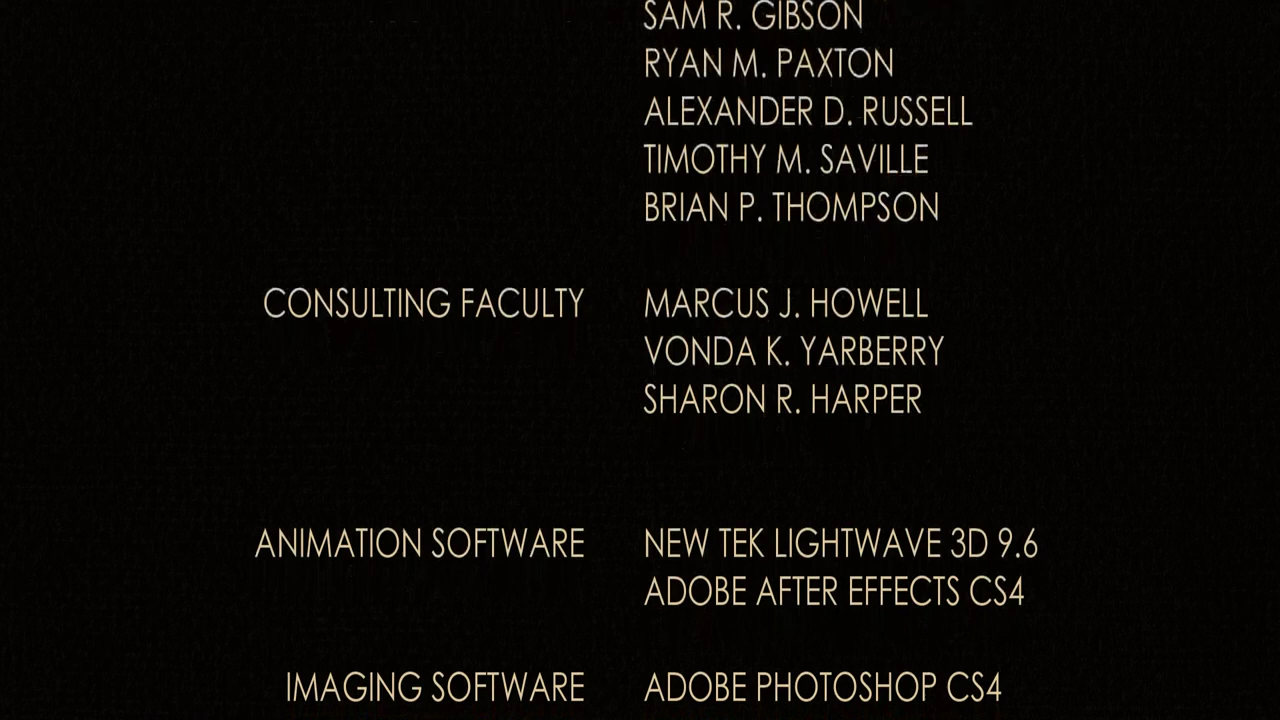 SAM R. GIBSON
RYAN M. PAXTON
ALEXANDER D. RUSSELL
TIMOTHY M. SAVILLE
BRIAN P. THOMPSON
CONSULTING FACULTY MARCUS J. HOWELL
VONDA K. YARBERRY
SHARON R. HARPER
ANIMATION SOFTWARE NEW TEK LIGHTWAVE 3D 9.6
ADOBE AFTER EFFECTS CS4
IMAGING SOFTWARE ADOBE PHOTOSHOP CS4